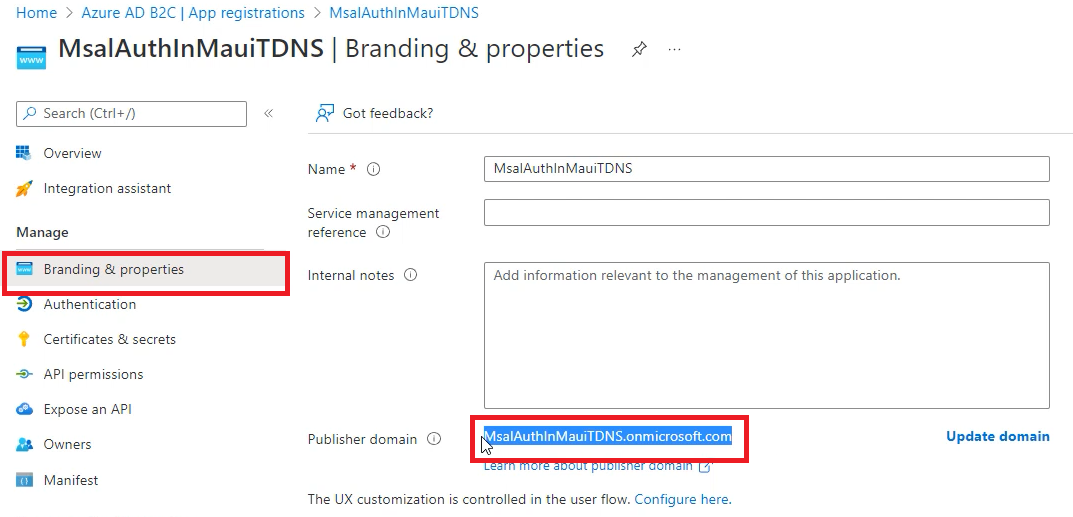 Home > Azure AD B2C | App registrations > MsalAuthInMauiTDNS
www
MsalAuthInMauiTDNS | Branding & properties
Search (Ctrl+/)
«
Got feedback?
Overview
Integration assistant
Manage
Branding & properties
Authentication
Certificates & secrets
API permissions
Expose an API
Owners
Manifest
Name *
MsalAuthInMauiTDNS
Service management
reference
Internal notes
Add information relevant to the management of this application.
Publisher domain
MsalAuthInMauiTDNS.onmicrosoft.com
Update domain
Learn more about publisher domain
The UX customization is controlled in the user flow. Configure here.